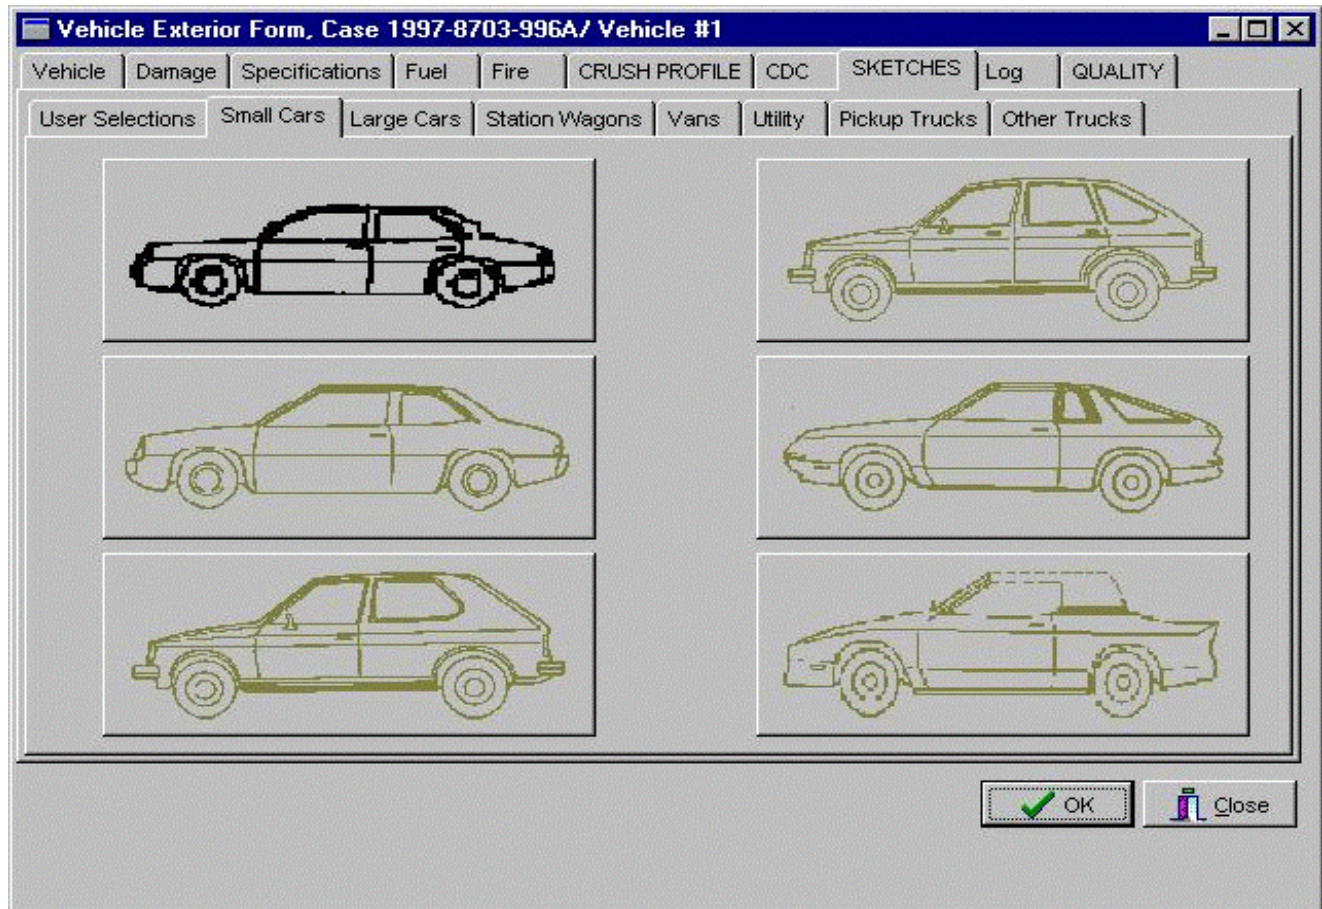 Vehicle Exterior Form, Case 1997-8703-996A/ Vehicle #1
Vehicle Damage Specifications Fuel Fire CRUSH PROFILE CDC SKETCHES Log QUALITY
User Selections Small Cars Large Cars Station Wagons Vans Utility Pickup Trucks Other Trucks
OK Close